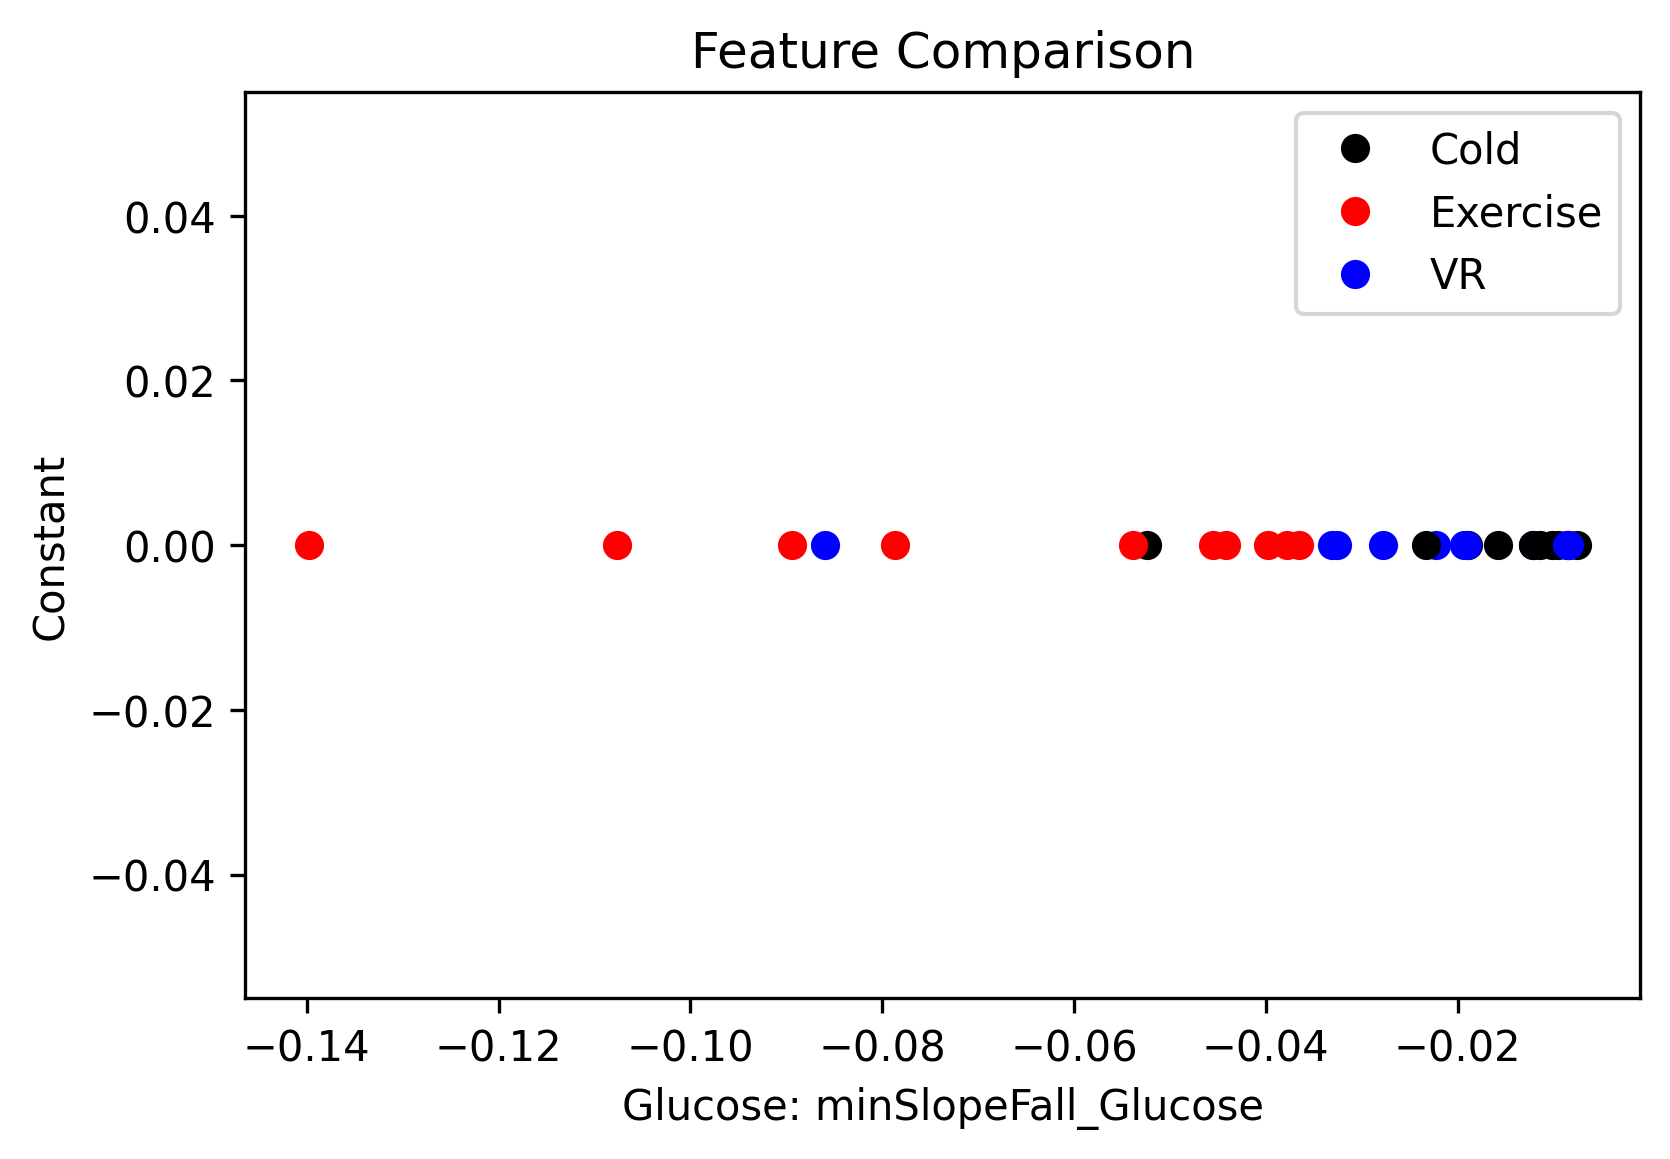 Feature Comparison
Cold
Exercise
VR
0.04
0.02
0.00
−0.02
−0.04
Constant
−0.14 −0.12 −0.10 −0.08 −0.06 −0.04 −0.02
Glucose: minSlopeFall_Glucose